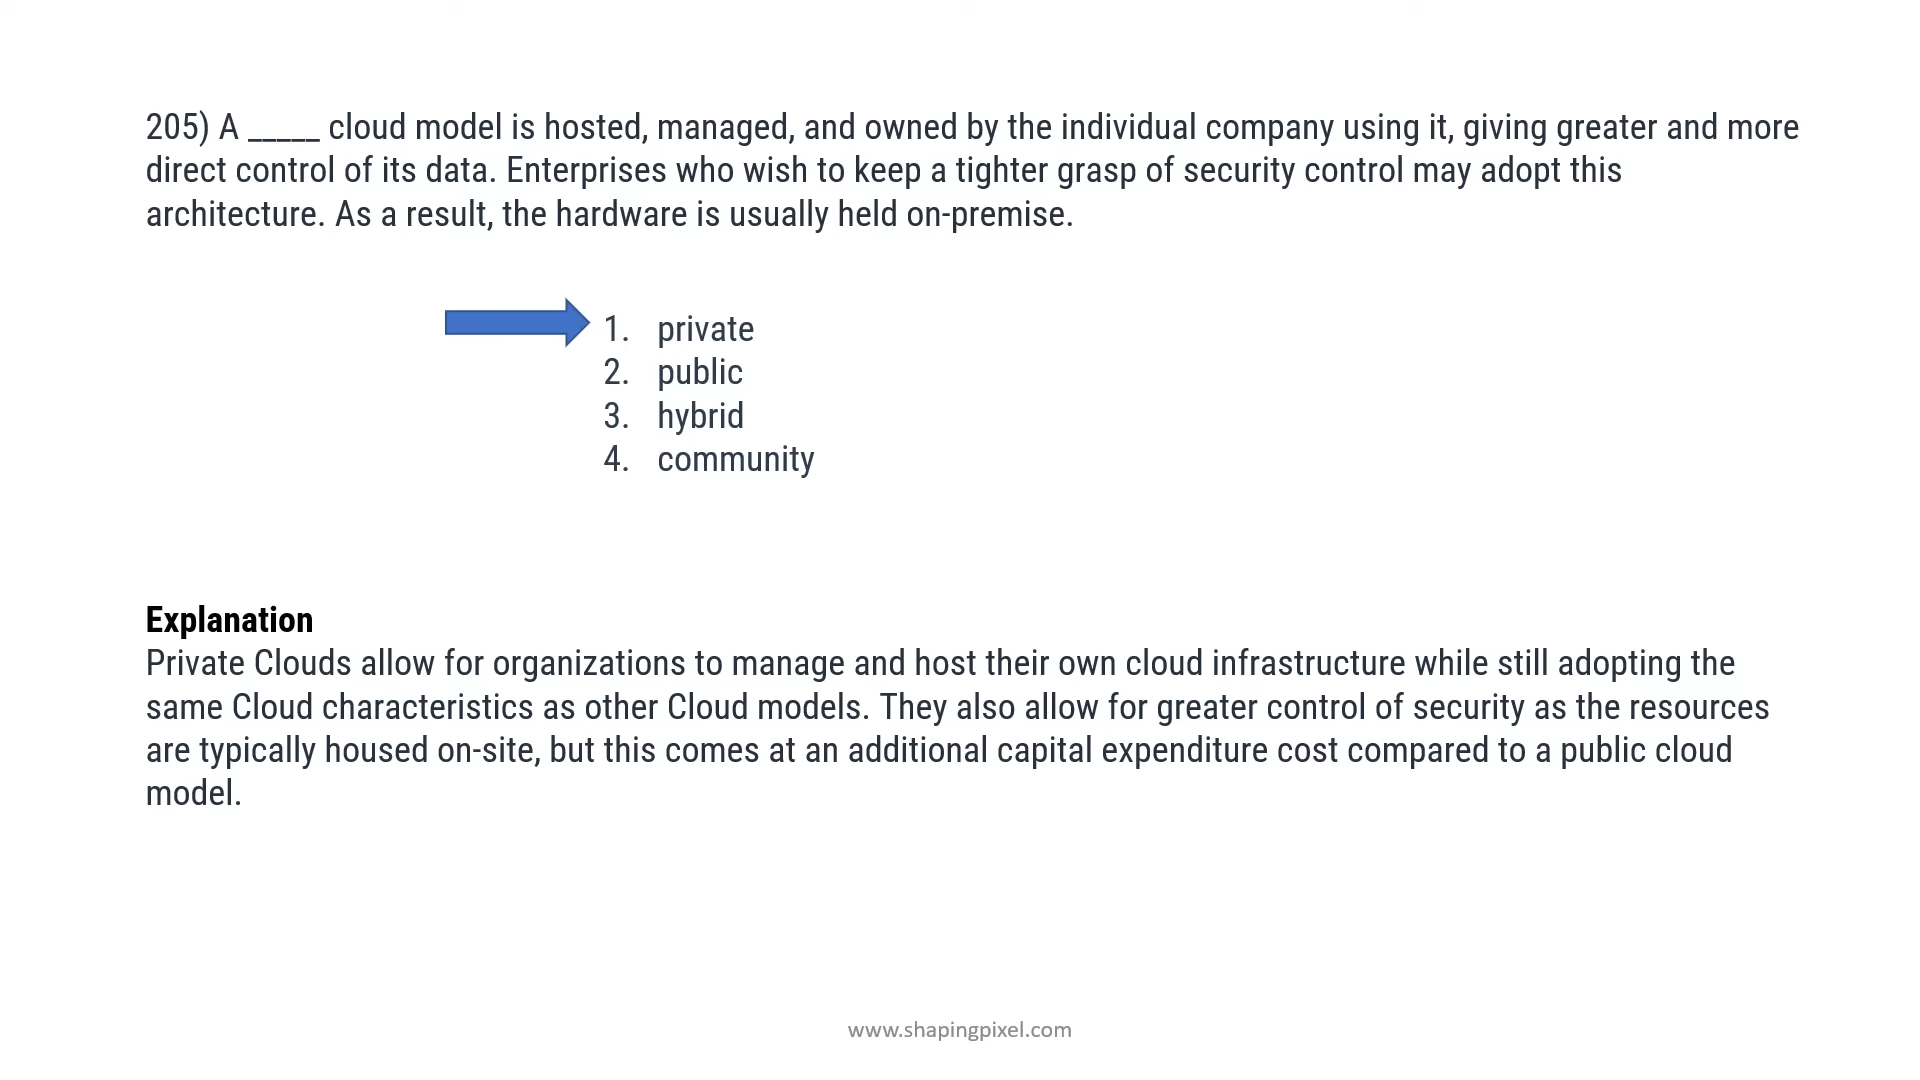 205) A _____ cloud model is hosted, managed, and owned by the individual company using it, giving greater and more
direct control of its data. Enterprises who wish to keep a tighter grasp of security control may adopt this
architecture. As a result, the hardware is usually held on-premise.
1. private
2. public
3. hybrid
4. community
Explanation
Private Clouds allow for organizations to manage and host their own cloud infrastructure while still adopting the
same Cloud characteristics as other Cloud models. They also allow for greater control of security as the resources
are typically housed on-site, but this comes at an additional capital expenditure cost compared to a public cloud
model.
www.shapingpixel.com